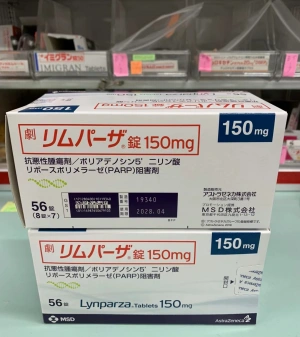 イミグラン
IMIGRAN Tablets
劇 リムパーザ®錠150mg
150mg
抗悪性腫瘍剤/ポリアデノシン5' ニリン酸
リボースポリメラーゼ(PARP)阻害剤
56錠
(8錠×7)
19340
2028.04
アストラゼネカ株式会社
MSD株式会社
劇 リムパーザ®錠150mg
150mg
抗悪性腫瘍剤/ポリアデノシン5' ニリン酸
リボースポリメラーゼ(PARP)阻害剤
56錠 Lynparza® Tablets 150mg
MSD
AstraZeneca